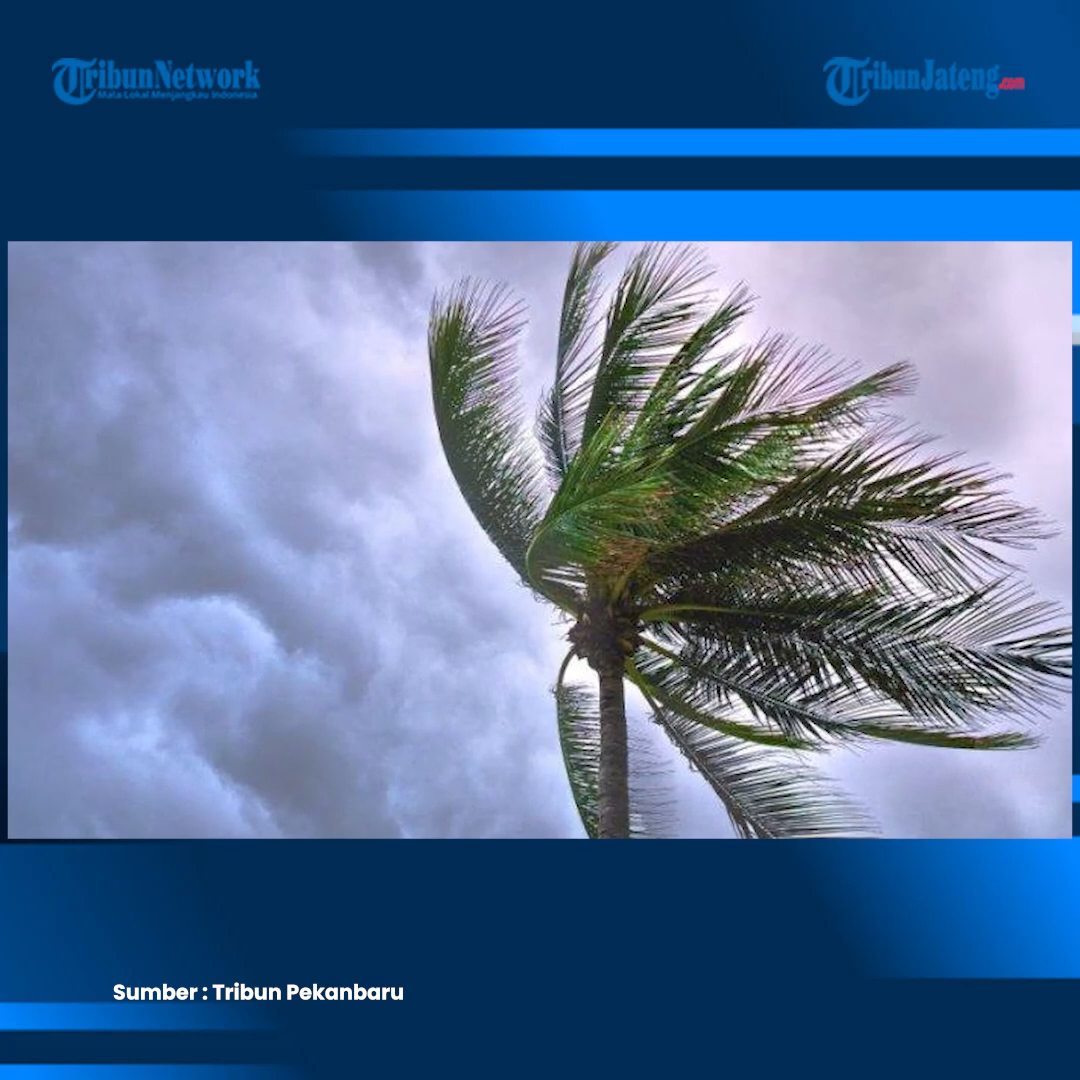 TribunNetwork
Mata Lokal Menjangkau Indonesia
TribunJateng.com
Sumber : Tribun Pekanbaru